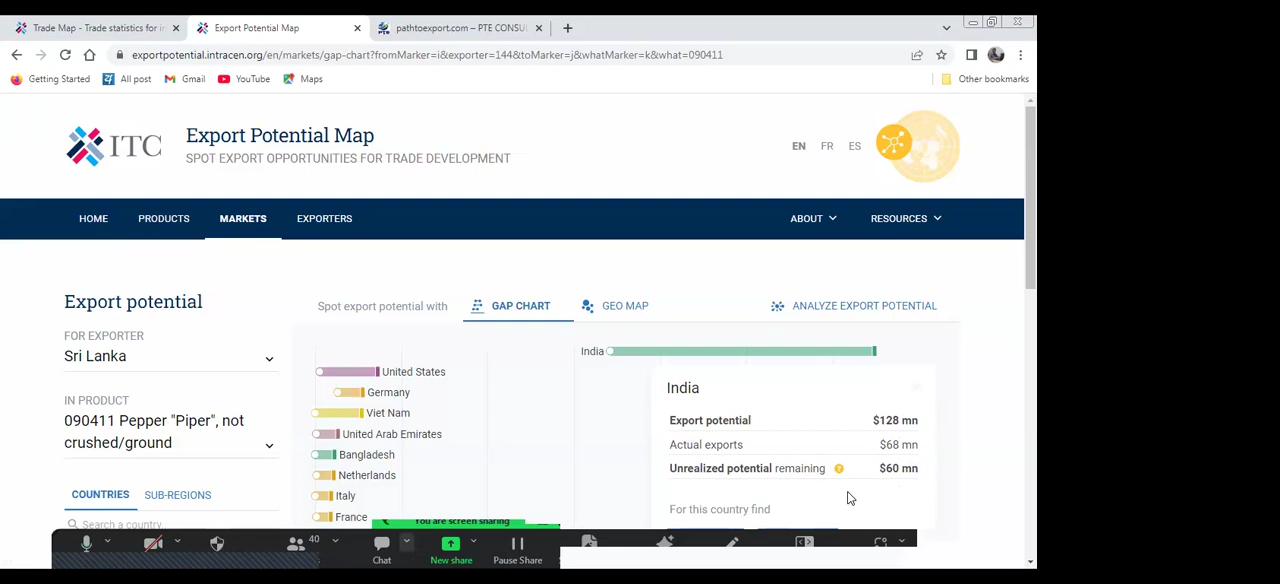 Trade Map - Trade statistics for in
Export Potential Map
pathtoexport.com – PTE CONSU
exportpotential.intracen.org/en/markets/gap-chart?fromMarker=i&exporter=144&toMarker=j&whatMarker=k&what=090411
Getting Started
All post
Gmail
YouTube
Maps
Other bookmarks
ITC
Export Potential Map
SPOT EXPORT OPPORTUNITIES FOR TRADE DEVELOPMENT
EN FR ES
HOME PRODUCTS MARKETS EXPORTERS ABOUT RESOURCES
Export potential
FOR EXPORTER
Sri Lanka
IN PRODUCT
090411 Pepper "Piper", not
crushed/ground
COUNTRIES SUB-REGIONS
Search a country
Spot export potential with GAP CHART GEO MAP ANALYZE EXPORT POTENTIAL
India
United States
Germany
Viet Nam
United Arab Emirates
Bangladesh
Netherlands
Italy
France
India
Export potential $128 mn
Actual exports $68 mn
Unrealized potential remaining ? $60 mn
For this country find
You are screen sharing
40
Chat
New share
Pause Share